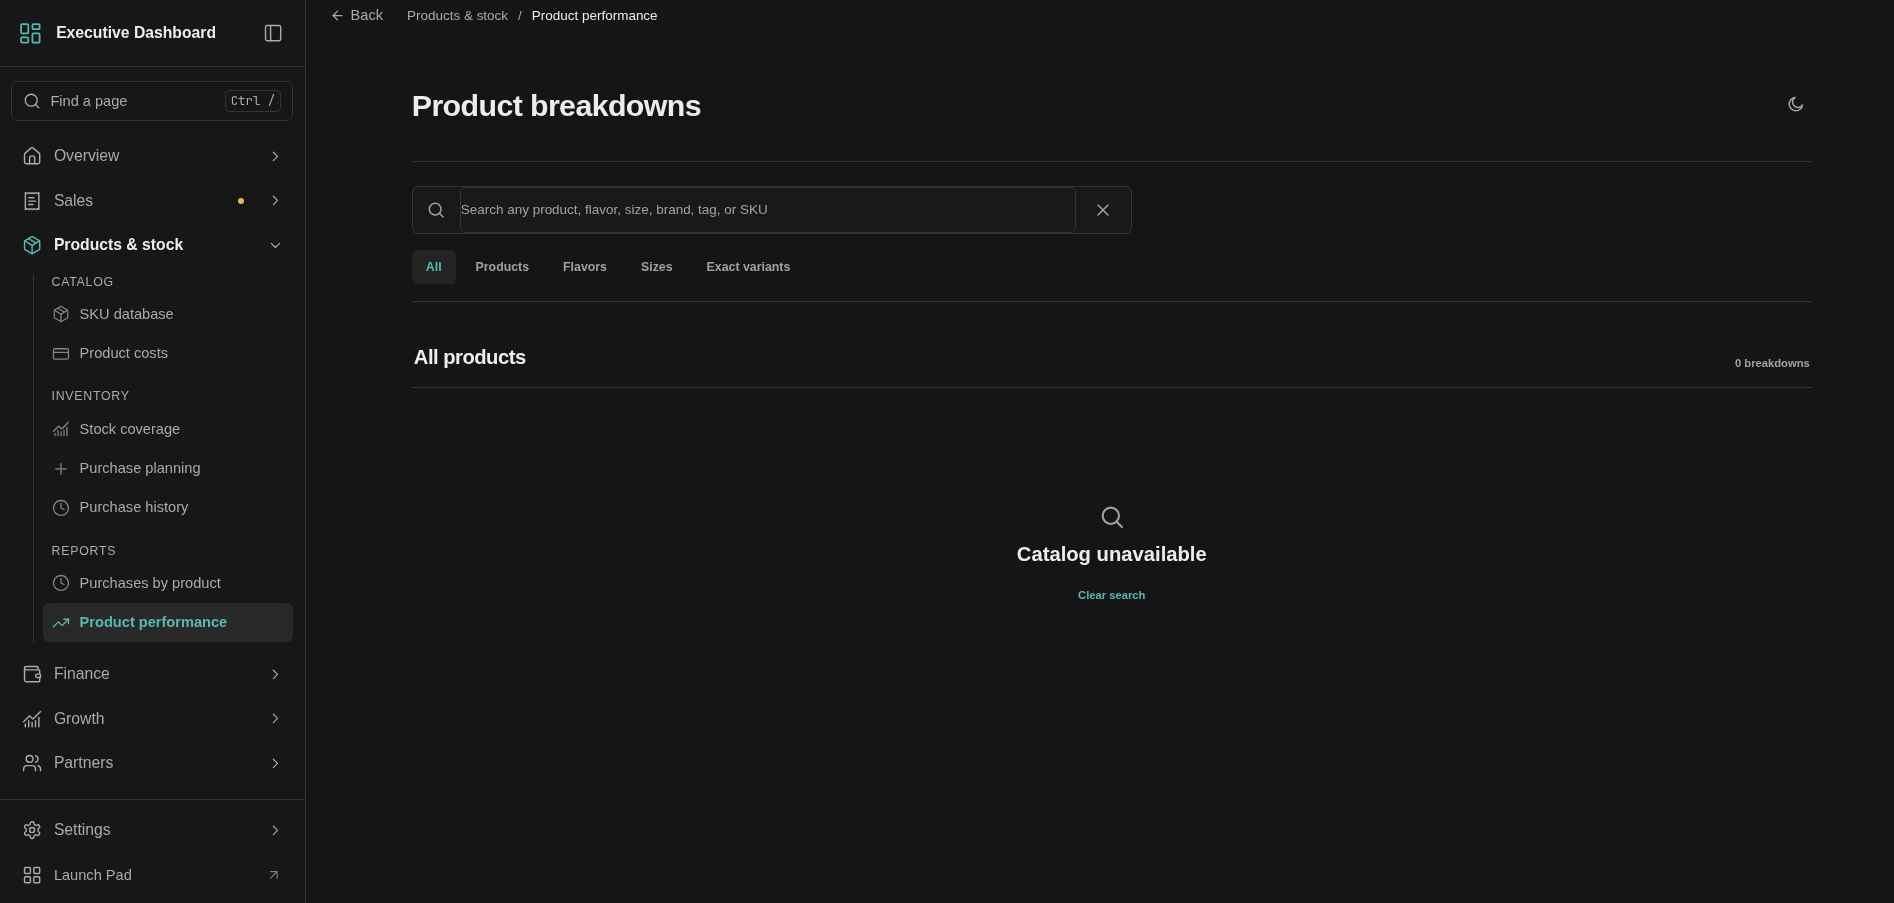 Executive Dashboard
Find a page
Ctrl /
Overview
Sales
Products & stock
CATALOG
SKU database
Product costs
INVENTORY
Stock coverage
Purchase planning
Purchase history
REPORTS
Purchases by product
Product performance
Finance
Growth
Partners
Settings
Launch Pad
Back
Products & stock / Product performance
Product breakdowns
Search any product, flavor, size, brand, tag, or SKU
All
Products
Flavors
Sizes
Exact variants
All products
0 breakdowns
Catalog unavailable
Clear search